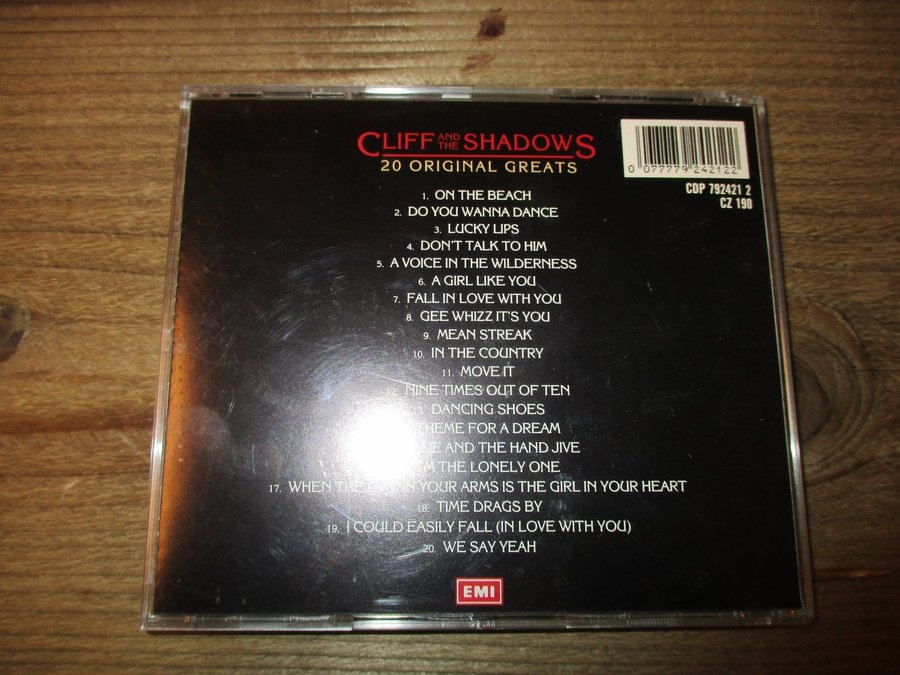 CLIFF AND THE SHADOWS
20 ORIGINAL GREATS
0 077779 242122
CDP 792421 2
CZ 190
1. ON THE BEACH
2. DO YOU WANNA DANCE
3. LUCKY LIPS
4. DON'T TALK TO HIM
5. A VOICE IN THE WILDERNESS
6. A GIRL LIKE YOU
7. FALL IN LOVE WITH YOU
8. GEE WHIZZ IT'S YOU
9. MEAN STREAK
10. IN THE COUNTRY
11. MOVE IT
12. NINE TIMES OUT OF TEN
DANCING SHOES
THEME FOR A DREAM
AND THE HAND JIVE
THE LONELY ONE
17. WHEN THE IN YOUR ARMS IS THE GIRL IN YOUR HEART
18. TIME DRAGS BY
19. I COULD EASILY FALL (IN LOVE WITH YOU)
20. WE SAY YEAH
EMI